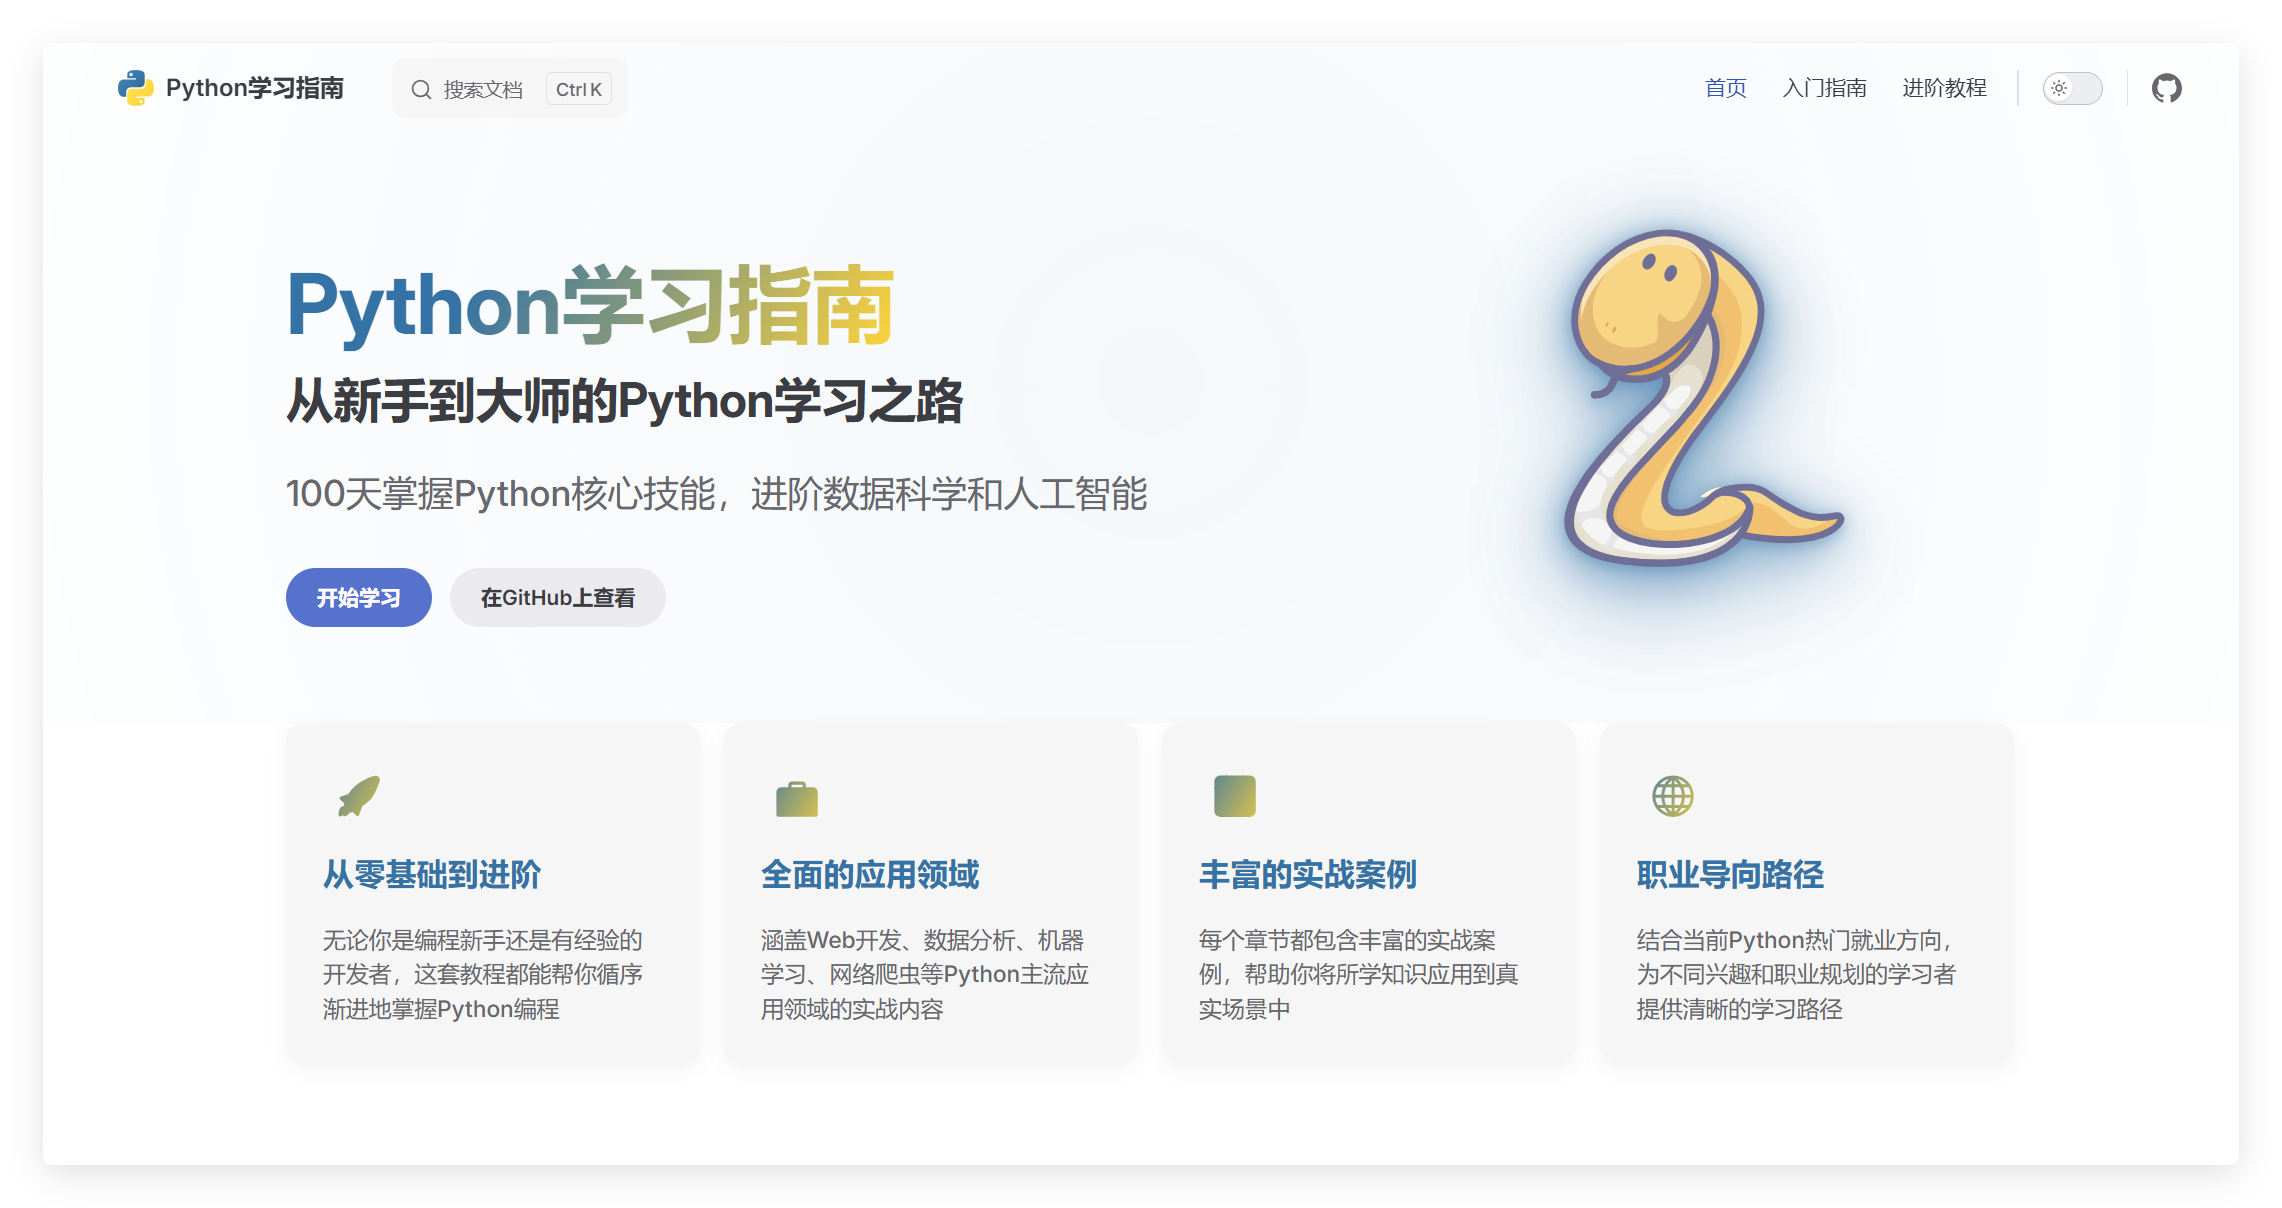 Python学习指南
搜索文档
Ctrl K
首页
入门指南
进阶教程
Python学习指南
从新手到大师的Python学习之路
100天掌握Python核心技能，进阶数据科学和人工智能
开始学习
在GitHub上查看
从零基础到进阶
无论你是编程新手还是有经验的
开发者，这套教程都能帮你循序
渐进地掌握Python编程
全面的应用领域
涵盖Web开发、数据分析、机器
学习、网络爬虫等Python主流应
用领域的实战内容
丰富的实战案例
每个章节都包含丰富的实战案
例，帮助你将所学知识应用到真
实场景中
职业导向路径
结合当前Python热门就业方向，
为不同兴趣和职业规划的学习者
提供清晰的学习路径